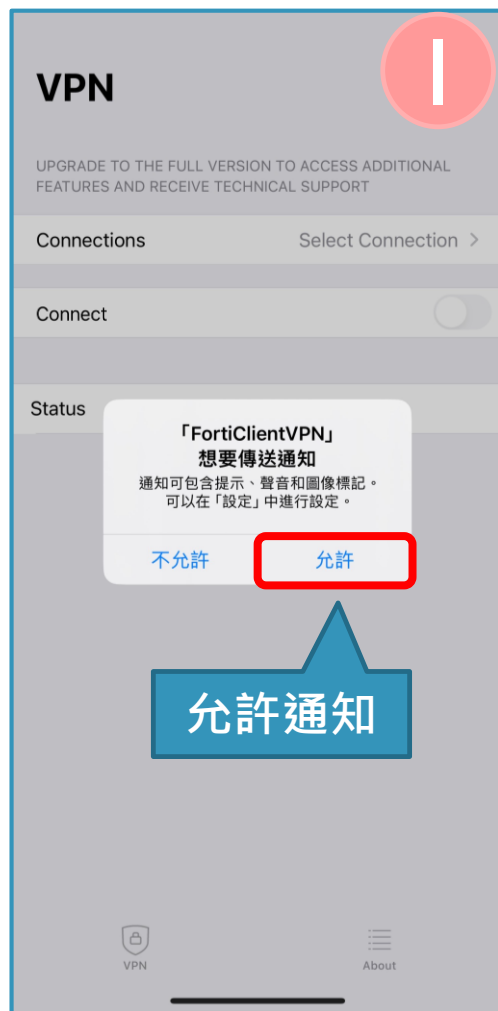 1
VPN
UPGRADE TO THE FULL VERSION TO ACCESS ADDITIONAL
FEATURES AND RECEIVE TECHNICAL SUPPORT
Connections Select Connection >
Connect
Status
「FortiClientVPN」
想要傳送通知
通知可包含提示、聲音和圖像標記。
可以在「設定」中進行設定。
不允許 允許
允許通知
VPN About